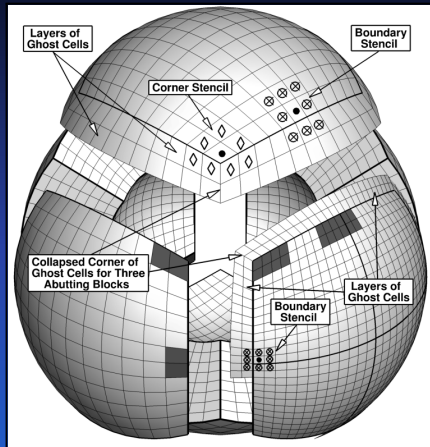 Layers of
Ghost Cells
Boundary
Stencil
Corner Stencil
Collapsed Corner of
Ghost Cells for Three
Abutting Blocks
Layers of
Ghost Cells
Boundary
Stencil